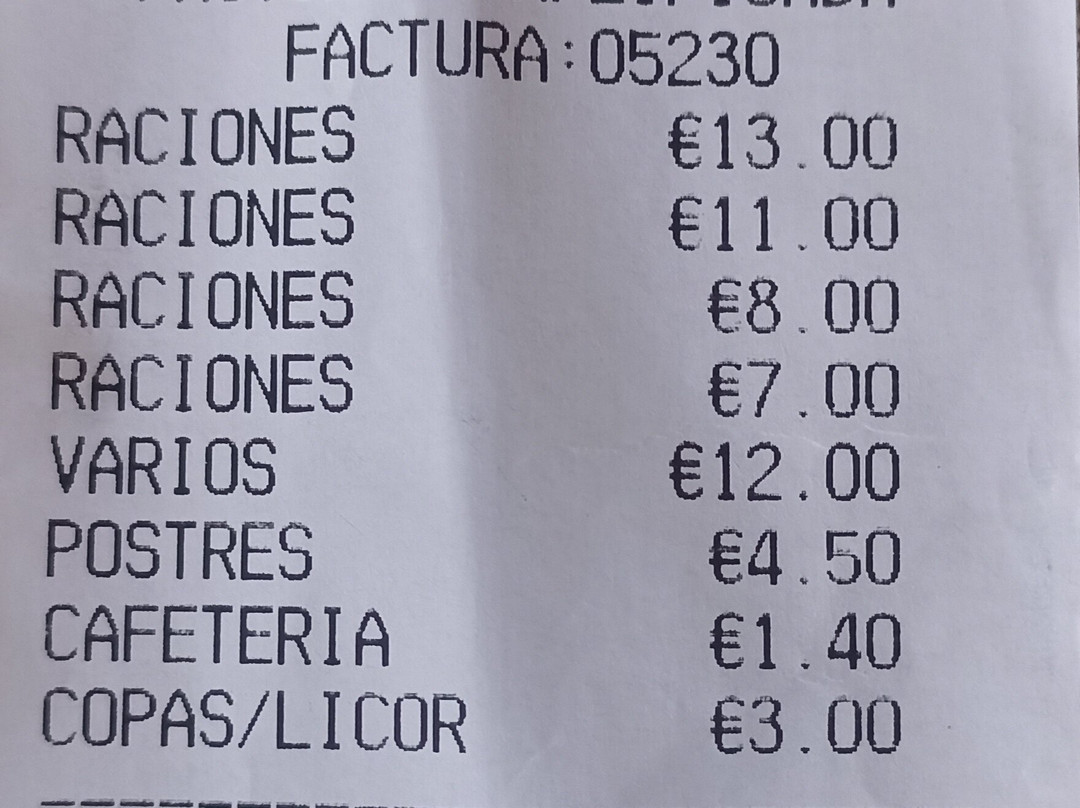 FACTURA:05230
RACIONES €13.00
RACIONES €11.00
RACIONES €8.00
RACIONES €7.00
VARIOS €12.00
POSTRES €4.50
CAFETERIA €1.40
COPAS/LICOR €3.00